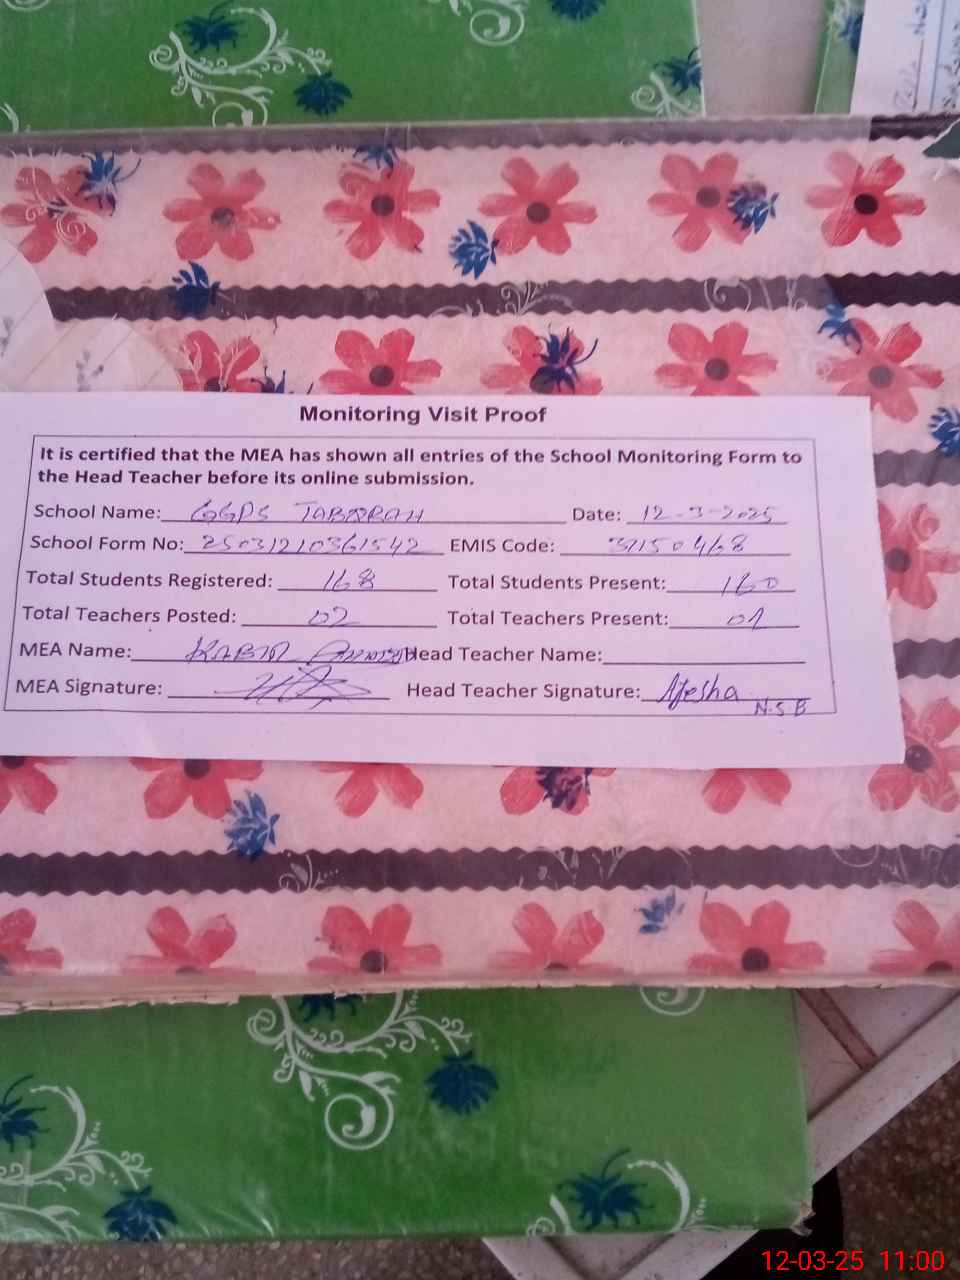 Monitoring Visit Proof
It is certified that the MEA has shown all entries of the School Monitoring Form to
the Head Teacher before its online submission.
School Name: GGPS TABORRAH Date: 12-3-2025
School Form No: 25031210361542 EMIS Code: 37150468
Total Students Registered: 168 Total Students Present: 160
Total Teachers Posted: 02 Total Teachers Present: 01
MEA Name: Head Teacher Name:
MEA Signature: Head Teacher Signature: Ayesha
N.S.B
12-03-25 11:00